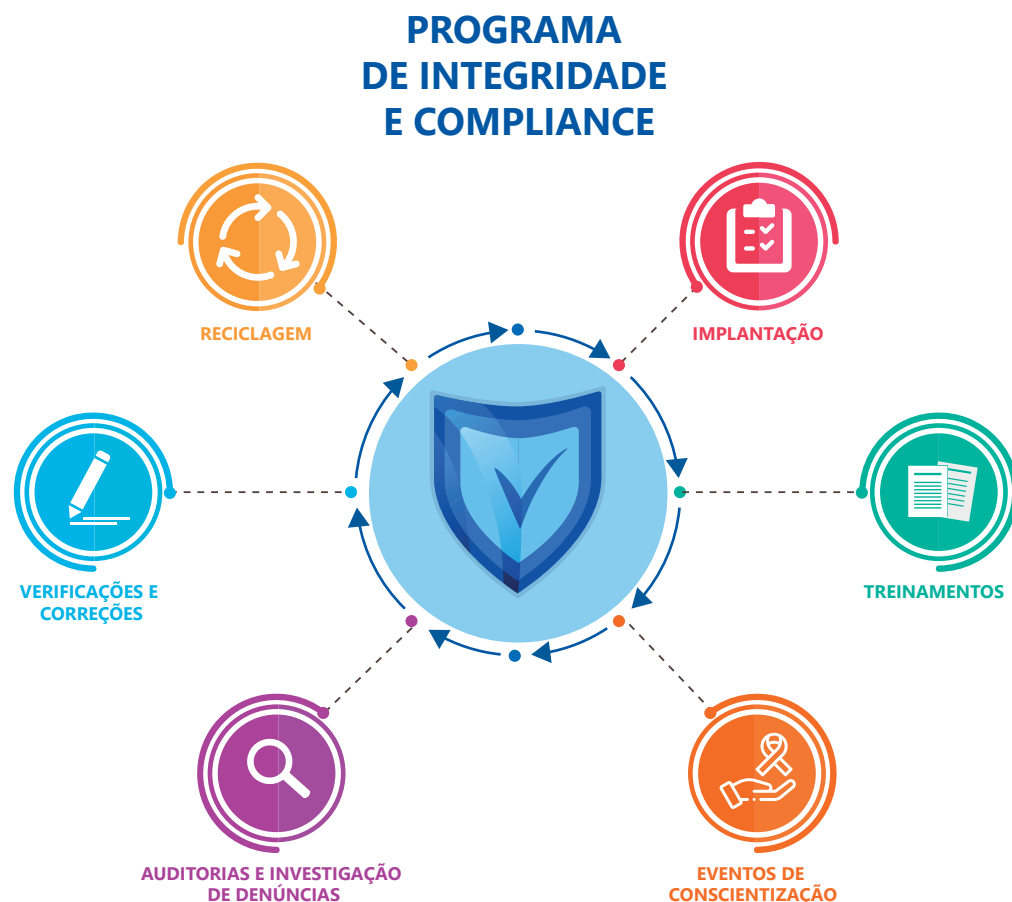 PROGRAMA
DE INTEGRIDADE
E COMPLIANCE
RECICLAGEM
IMPLANTAÇÃO
VERIFICAÇÕES E
CORREÇÕES
TREINAMENTOS
AUDITORIAS E INVESTIGAÇÃO
DE DENÚNCIAS
EVENTOS DE
CONSCIENTIZAÇÃO